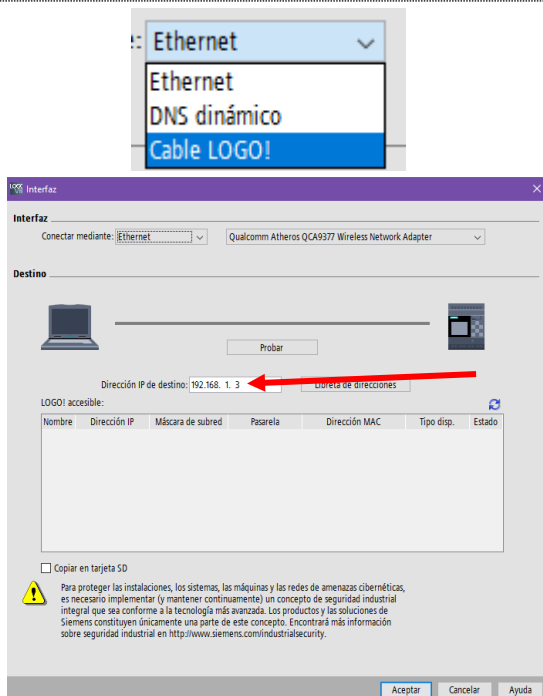 Ethernet
Ethernet
DNS dinámico
Cable LOGO!
Interfaz
Interfaz
Conectar mediante: Ethernet Qualcomm Atheros QCA9377 Wireless Network Adapter
Destino
Probar
Dirección IP de destino: 192.168. 1. 3 Libreta de direcciones
LOGO! accesible:
Nombre Dirección IP Máscara de subred Pasarela Dirección MAC Tipo disp. Estado
Copiar en tarjeta SD
Para proteger las instalaciones, los sistemas, las máquinas y las redes de amenazas cibernéticas,
es necesario implementar (y mantener continuamente) un concepto de seguridad industrial
integral que sea conforme a la tecnología más avanzada. Los productos y las soluciones de
Siemens constituyen únicamente una parte de este concepto. Encontrará más información
sobre seguridad industrial en http://www.siemens.com/industrialsecurity.
Aceptar Cancelar Ayuda